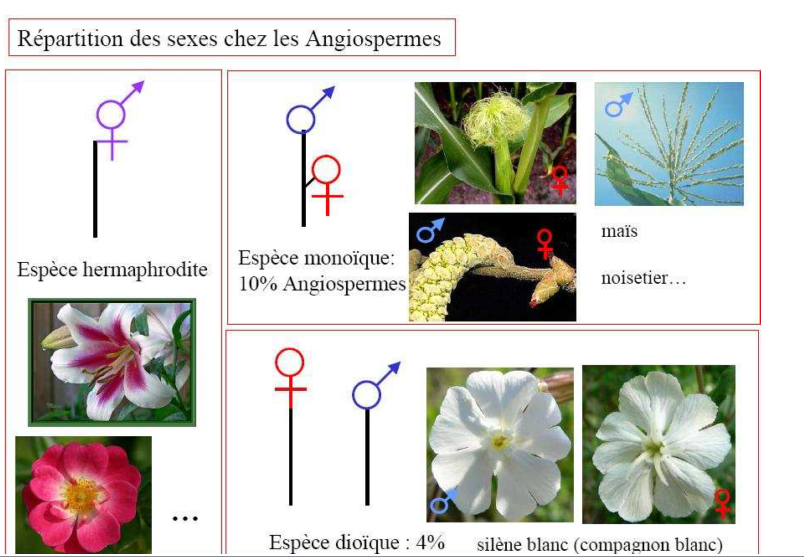 Répartition des sexes chez les Angiospermes
Espèce hermaphrodite
...
Espèce monoïque:
10% Angiospermes
maïs
noisetier...
Espèce dioïque : 4%
silène blanc (compagnon blanc)